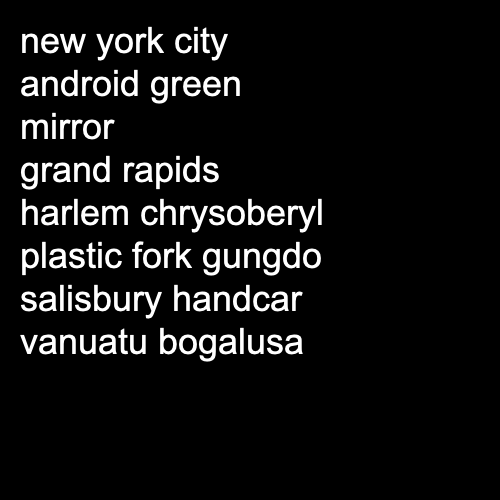 new york city
android green
mirror
grand rapids
harlem chrysoberyl
plastic fork gungdo
salisbury handcar
vanuatu bogalusa